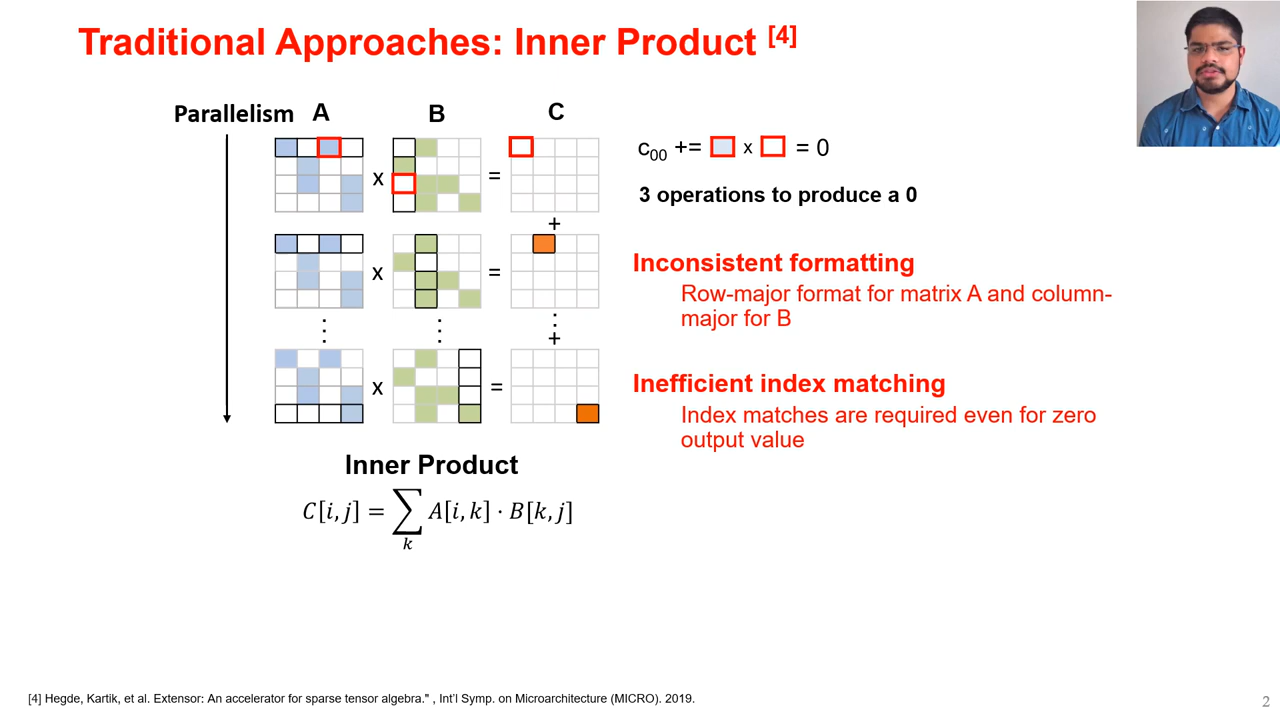 Traditional Approaches: Inner Product [4]
Parallelism A B C
x =
c00 += x = 0
3 operations to produce a 0
+
x =
Inconsistent formatting
Row-major format for matrix A and column-
major for B
⋮ ⋮ ⋮
+
x =
Inefficient index matching
Index matches are required even for zero
output value
Inner Product
C[i,j] = ∑ A[i,k] · B[k,j]
k
[4] Hegde, Kartik, et al. Extensor: An accelerator for sparse tensor algebra." , Int'l Symp. on Microarchitecture (MICRO). 2019.
2